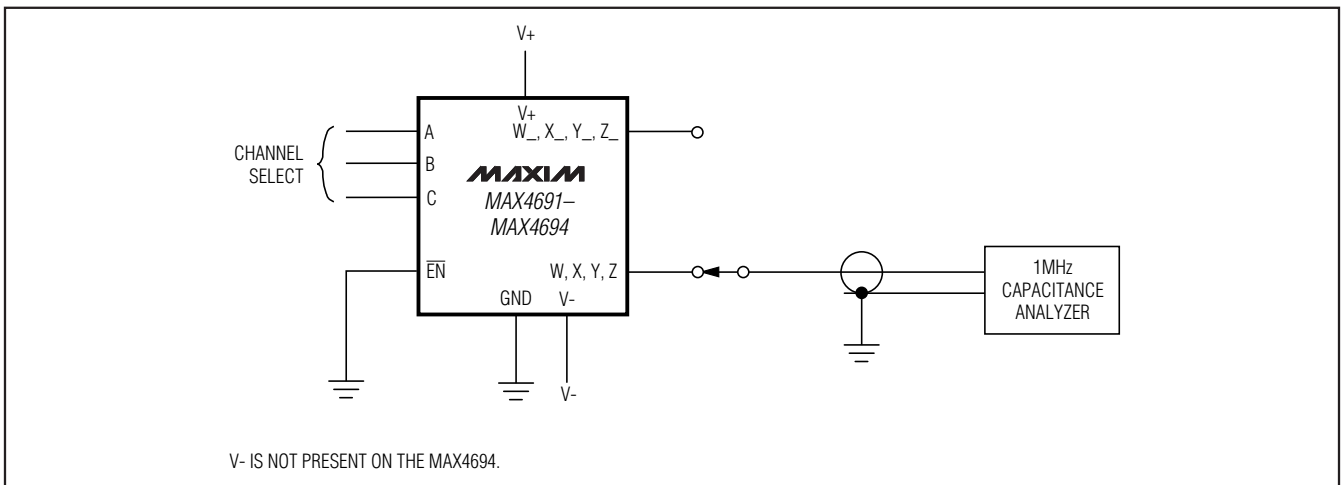 V+
V+
A
W_, X_, Y_, Z_
CHANNEL
SELECT
B
MAXIM
C
MAX4691–
MAX4694
EN
W, X, Y, Z
1MHz
CAPACITANCE
ANALYZER
GND
V-
V-
V- IS NOT PRESENT ON THE MAX4694.